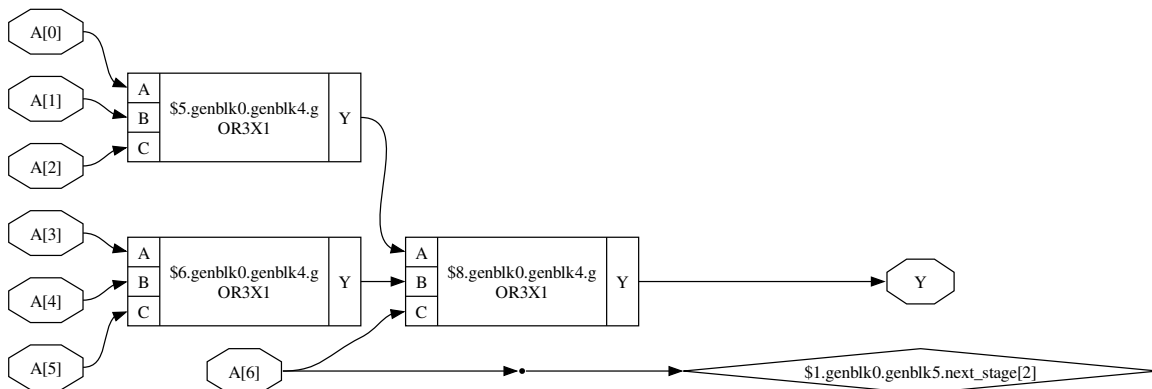 A[0]
A[1]
A[2]
A
B
C
$5.genblk0.genblk4.g
OR3X1
Y
A[3]
A[4]
A[5]
A
B
C
$6.genblk0.genblk4.g
OR3X1
Y
A
B
C
$8.genblk0.genblk4.g
OR3X1
Y
Y
A[6]
$1.genblk0.genblk5.next_stage[2]